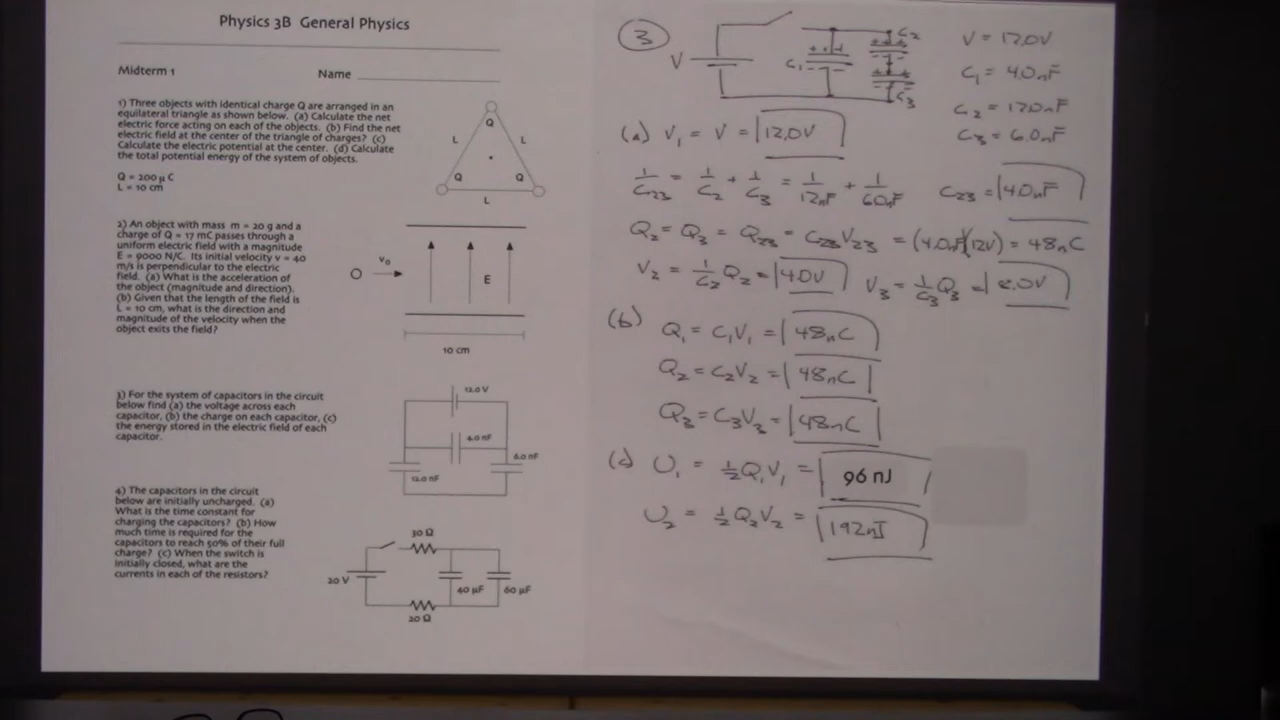 Physics 3B General Physics
Midterm 1 Name
1) Three objects with identical charge Q are arranged in an
equilateral triangle as shown below. (a) Calculate the net
electric force acting on each of the objects. (b) Find the net
electric field at the center of the triangle of charges? (c)
Calculate the electric potential at the center. (d) Calculate
the total potential energy of the system of objects.
Q = 200 μ C
L = 10 cm
Q
L L
Q Q
L
2) An object with mass m = 20 g and a
charge of Q = 17 mC passes through a
uniform electric field with a magnitude
E = 9000 N/C. Its initial velocity v = 40
m/s is perpendicular to the electric
field. (a) What is the acceleration of
the object (magnitude and direction).
(b) Given that the length of the field is
L = 10 cm, what is the direction and
magnitude of the velocity when the
object exits the field?
v₀
E
10 cm
3) For the system of capacitors in the circuit
below find (a) the voltage across each
capacitor, (b) the charge on each capacitor, (c)
the energy stored in the electric field of each
capacitor.
12.0 V
4.0 nF
6.0 nF
12.0 nF
4) The capacitors in the circuit
below are initially uncharged. (a)
What is the time constant for
charging the capacitors? (b) How
much time is required for the
capacitors to reach 50% of their full
charge? (c) When the switch is
initially closed, what are the
currents in each of the resistors?
30 Ω
20 V
40 μF 60 μF
20 Ω
3
V
C₁
+ + +
- - -
C₂
+ + + +
- - -
+ + + +
- - -
C₃
V = 12.0V
C₁ = 4.0nF
C₂ = 12.0nF
C₃ = 6.0nF
(a) V₁ = V = 12.0V
1/C₂₃ = 1/C₂ + 1/C₃ = 1/12nF + 1/6.0nF C₂₃ = 4.0nF
Q₂ = Q₃ = Q₂₃ = C₂₃V₂₃ = (4.0nF)(12V) = 48nC
V₂ = 1/C₂ Q₂ = 4.0V V₃ = 1/C₃ Q₃ = 8.0V
(b) Q₁ = C₁V₁ = 48nC
Q₂ = C₂V₂ = 48nC
Q₃ = C₃V₃ = 48nC
(c) U₁ = ½Q₁V₁ = 96 nJ
U₂ = ½Q₂V₂ = 192nJ